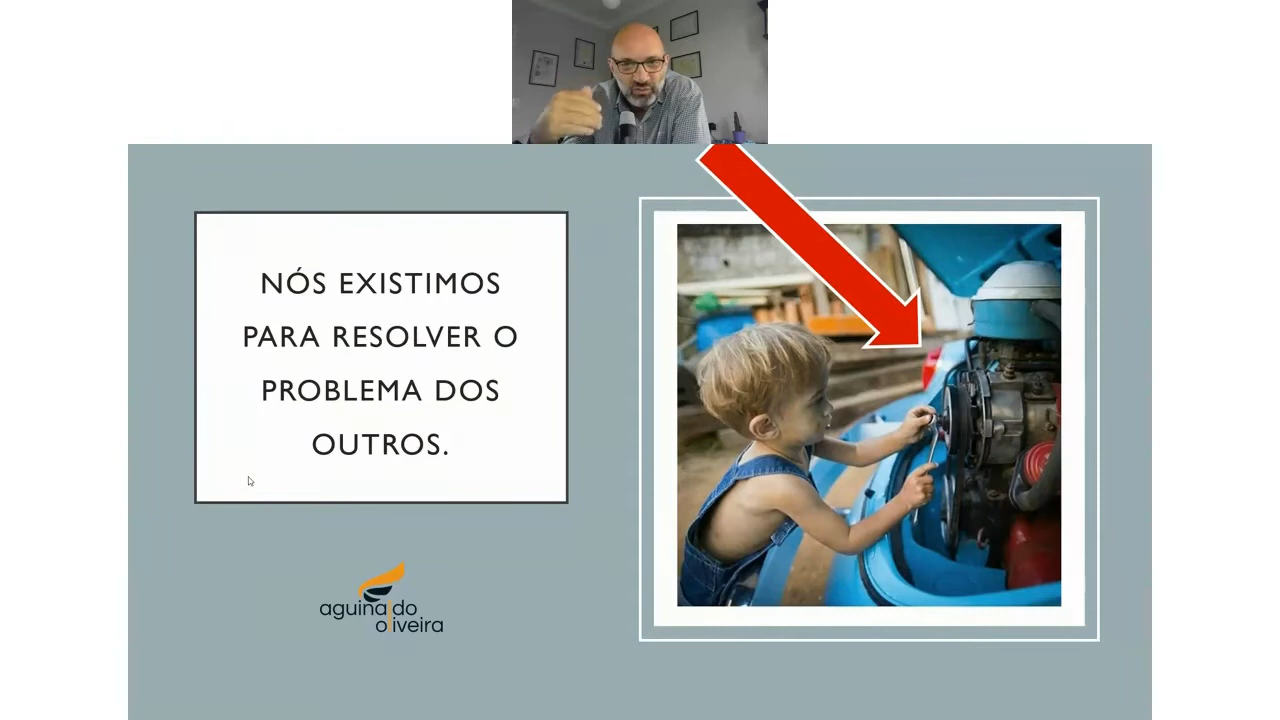 NÓS EXISTIMOS
PARA RESOLVER O
PROBLEMA DOS
OUTROS.
aguinaldo
oliveira